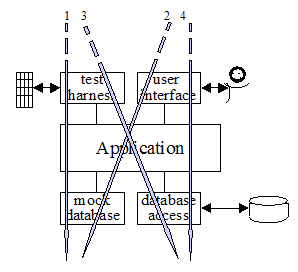 1 3 2 4
test user
harness interface
Application
mock database
database access